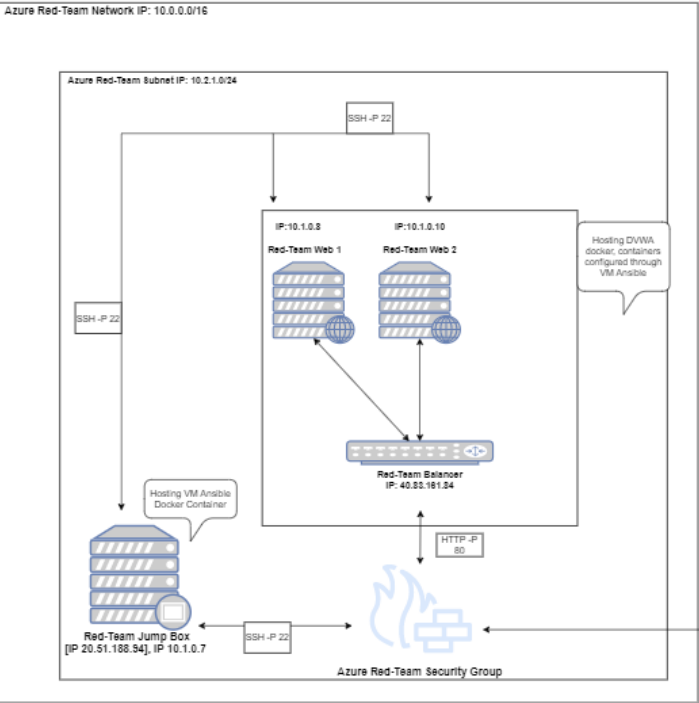 Azure Red-Team Network IP: 10.0.0.0/16
Azure Red-Team Subnet IP: 10.2.1.0/24
SSH -P 22
IP:10.1.0.8
IP:10.1.0.10
Red-Team Web 1
Red-Team Web 2
Hosting DVWA
docker, containers
configured through
VM Ansible
SSH -P 22
Red-Team Balancer
IP: 40.83.161.84
Hosting VM Ansible
Docker Container
HTTP -P
80
Red-Team Jump Box
[IP 20.51.188.94], IP 10.1.0.7
SSH -P 22
Azure Red-Team Security Group